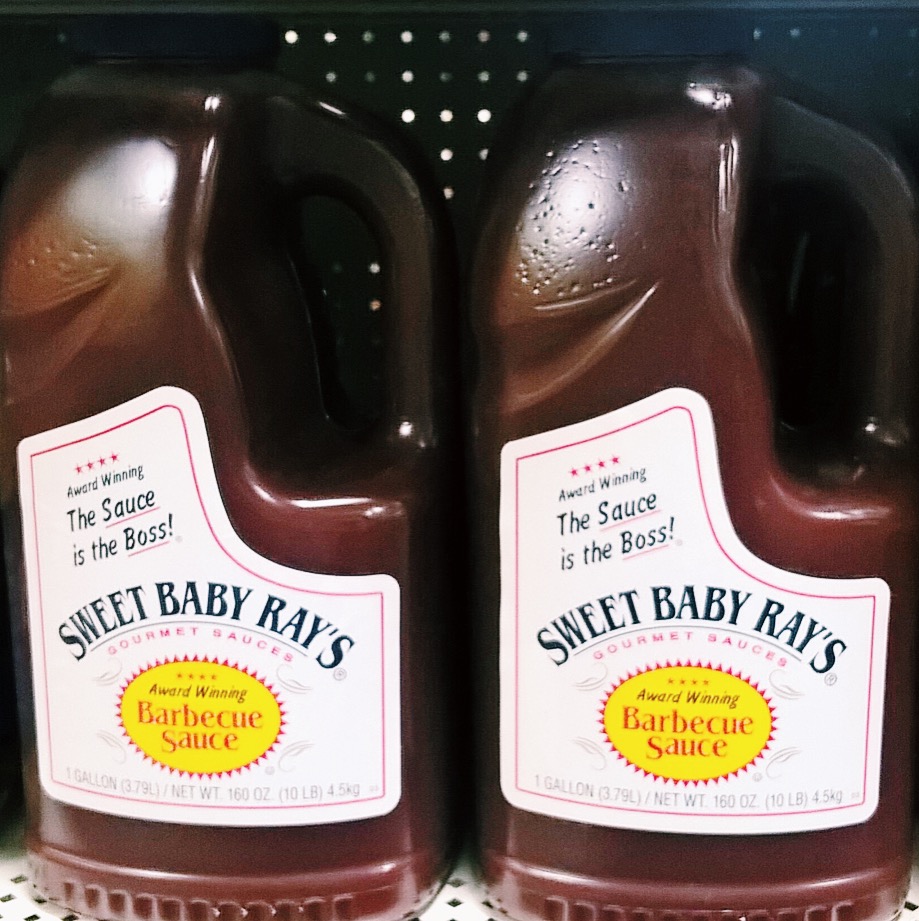 Award Winning
The Sauce
is the Boss!
SWEET BABY RAY'S
GOURMET SAUCES
Award Winning
Barbecue
Sauce
1 GALLON (3.79L) / NET WT. 160 OZ. (10 LB) 4.5kg
Award Winning
The Sauce
is the Boss!
SWEET BABY RAY'S
GOURMET SAUCES
Award Winning
Barbecue
Sauce
1 GALLON (3.79L) / NET WT. 160 OZ. (10 LB) 4.5kg